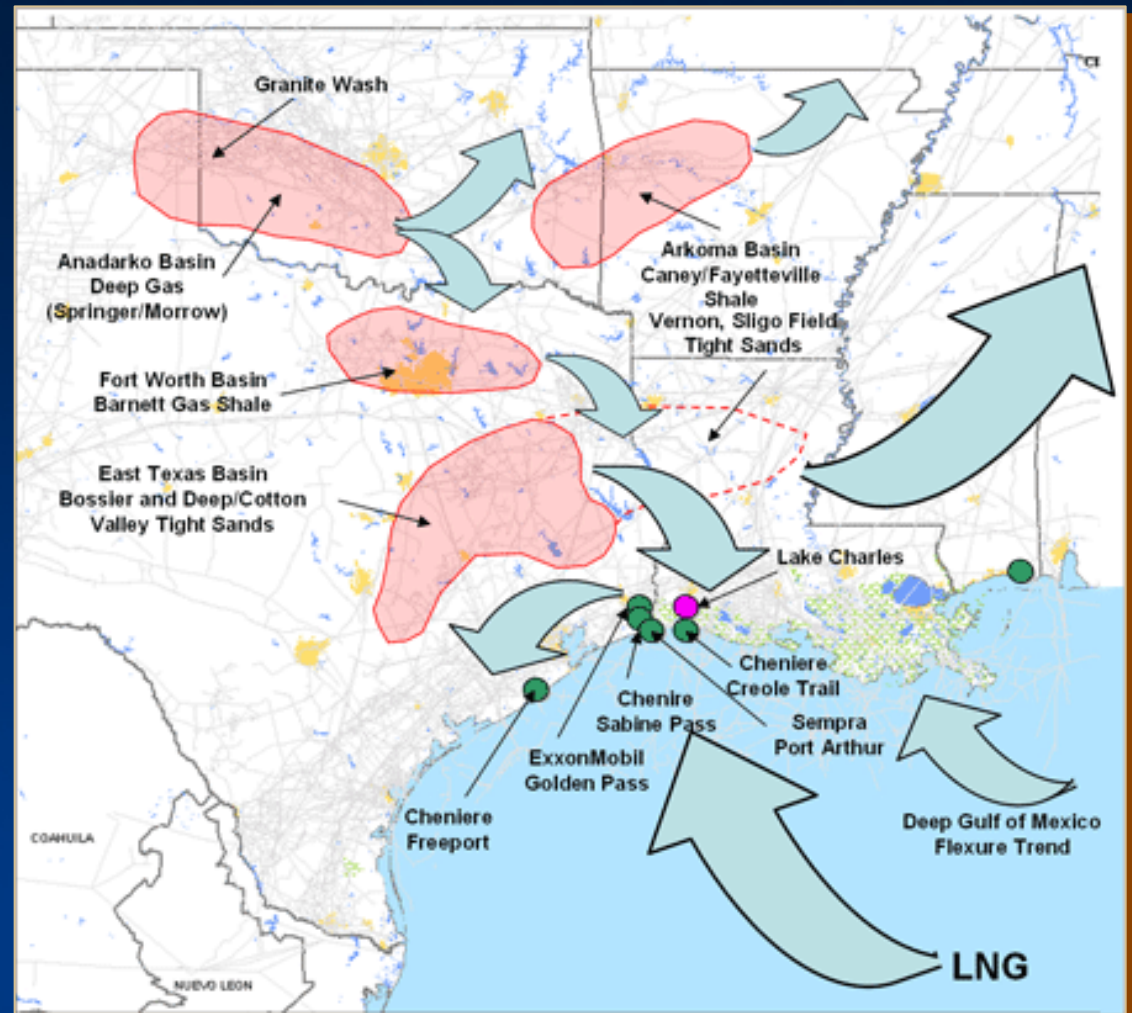 Granite Wash
Anadarko Basin
Deep Gas
(Springer/Morrow)
Arkoma Basin
Caney/Fayetteville
Shale
Vernon, Sligo Field
Tight Sands
Fort Worth Basin
Barnett Gas Shale
East Texas Basin
Bossier and Deep/Cotton
Valley Tight Sands
Lake Charles
Cheniere
Creole Trail
Chenire
Sabine Pass
Sempra
Port Arthur
ExxonMobil
Golden Pass
Cheniere
Freeport
Deep Gulf of Mexico
Flexure Trend
COAHUILA
LNG
NUEVO LEON